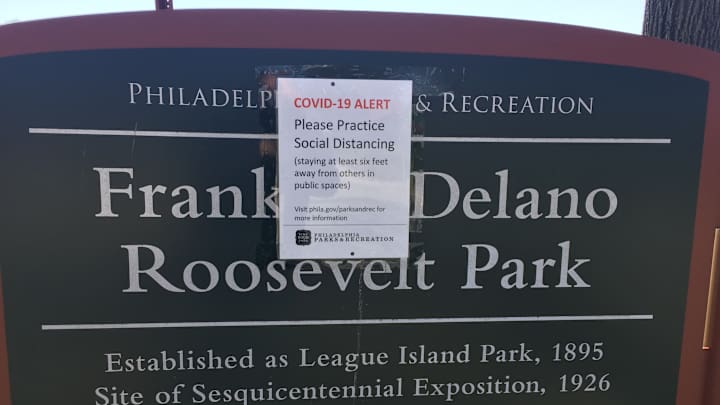 PHILADELP & RECREATION
COVID-19 ALERT
Please Practice
Social Distancing
(staying at least six feet
away from others in
public spaces)
Visit phila.gov/parksandrec for
more information
PHILADELPHIA
PARKS & RECREATION
Frank Delano
Roosevelt Park
Established as League Island Park, 1895
Site of Sesquicentennial Exposition, 1926